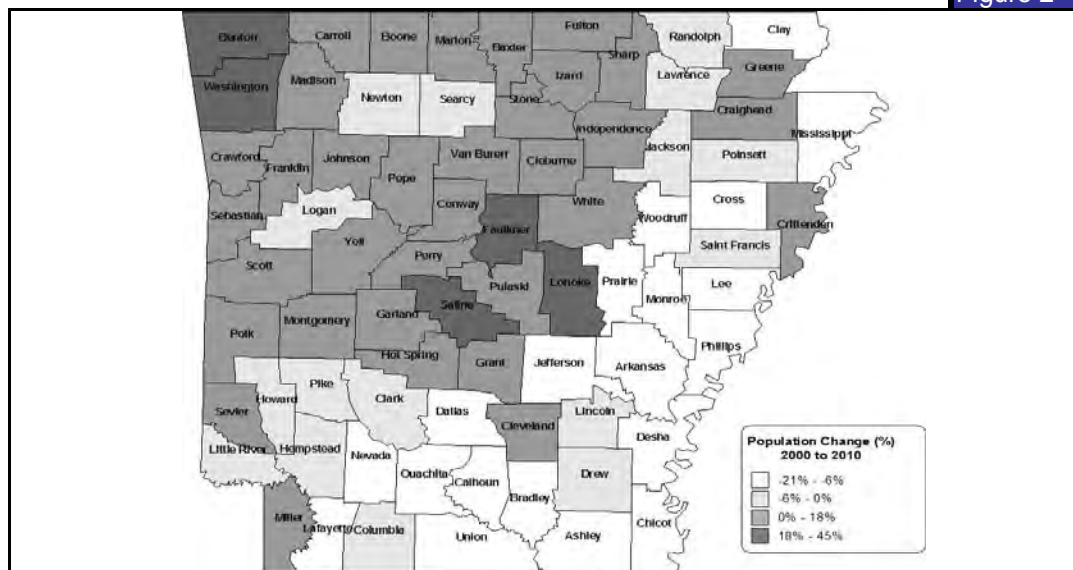 Figure 2
Benton
Carroll
Boone
Marion
Baxter
Fulton
Sharp
Randolph
Clay
Greene
Washington
Madison
Newton
Searcy
Stone
Izard
Lawrence
Craighead
Mississippi
Independence
Jackson
Poinsett
Crawford
Franklin
Johnson
Pope
Van Buren
Cleburne
Sebastian
Logan
Conway
Faulkner
White
Woodruff
Cross
Crittenden
Scott
Yell
Perry
Pulaski
Lonoke
Prairie
Saint Francis
Monroe
Lee
Saline
Garland
Montgomery
Polk
Hot Spring
Grant
Jefferson
Arkansas
Phillips
Sevier
Howard
Pike
Clark
Dallas
Cleveland
Lincoln
Desha
Little River
Hempstead
Nevada
Ouachita
Calhoun
Bradley
Drew
Chicot
Miller
Lafayette
Columbia
Union
Ashley
Population Change (%)
2000 to 2010
-21% - -6%
-6% - 0%
0% - 18%
18% - 45%